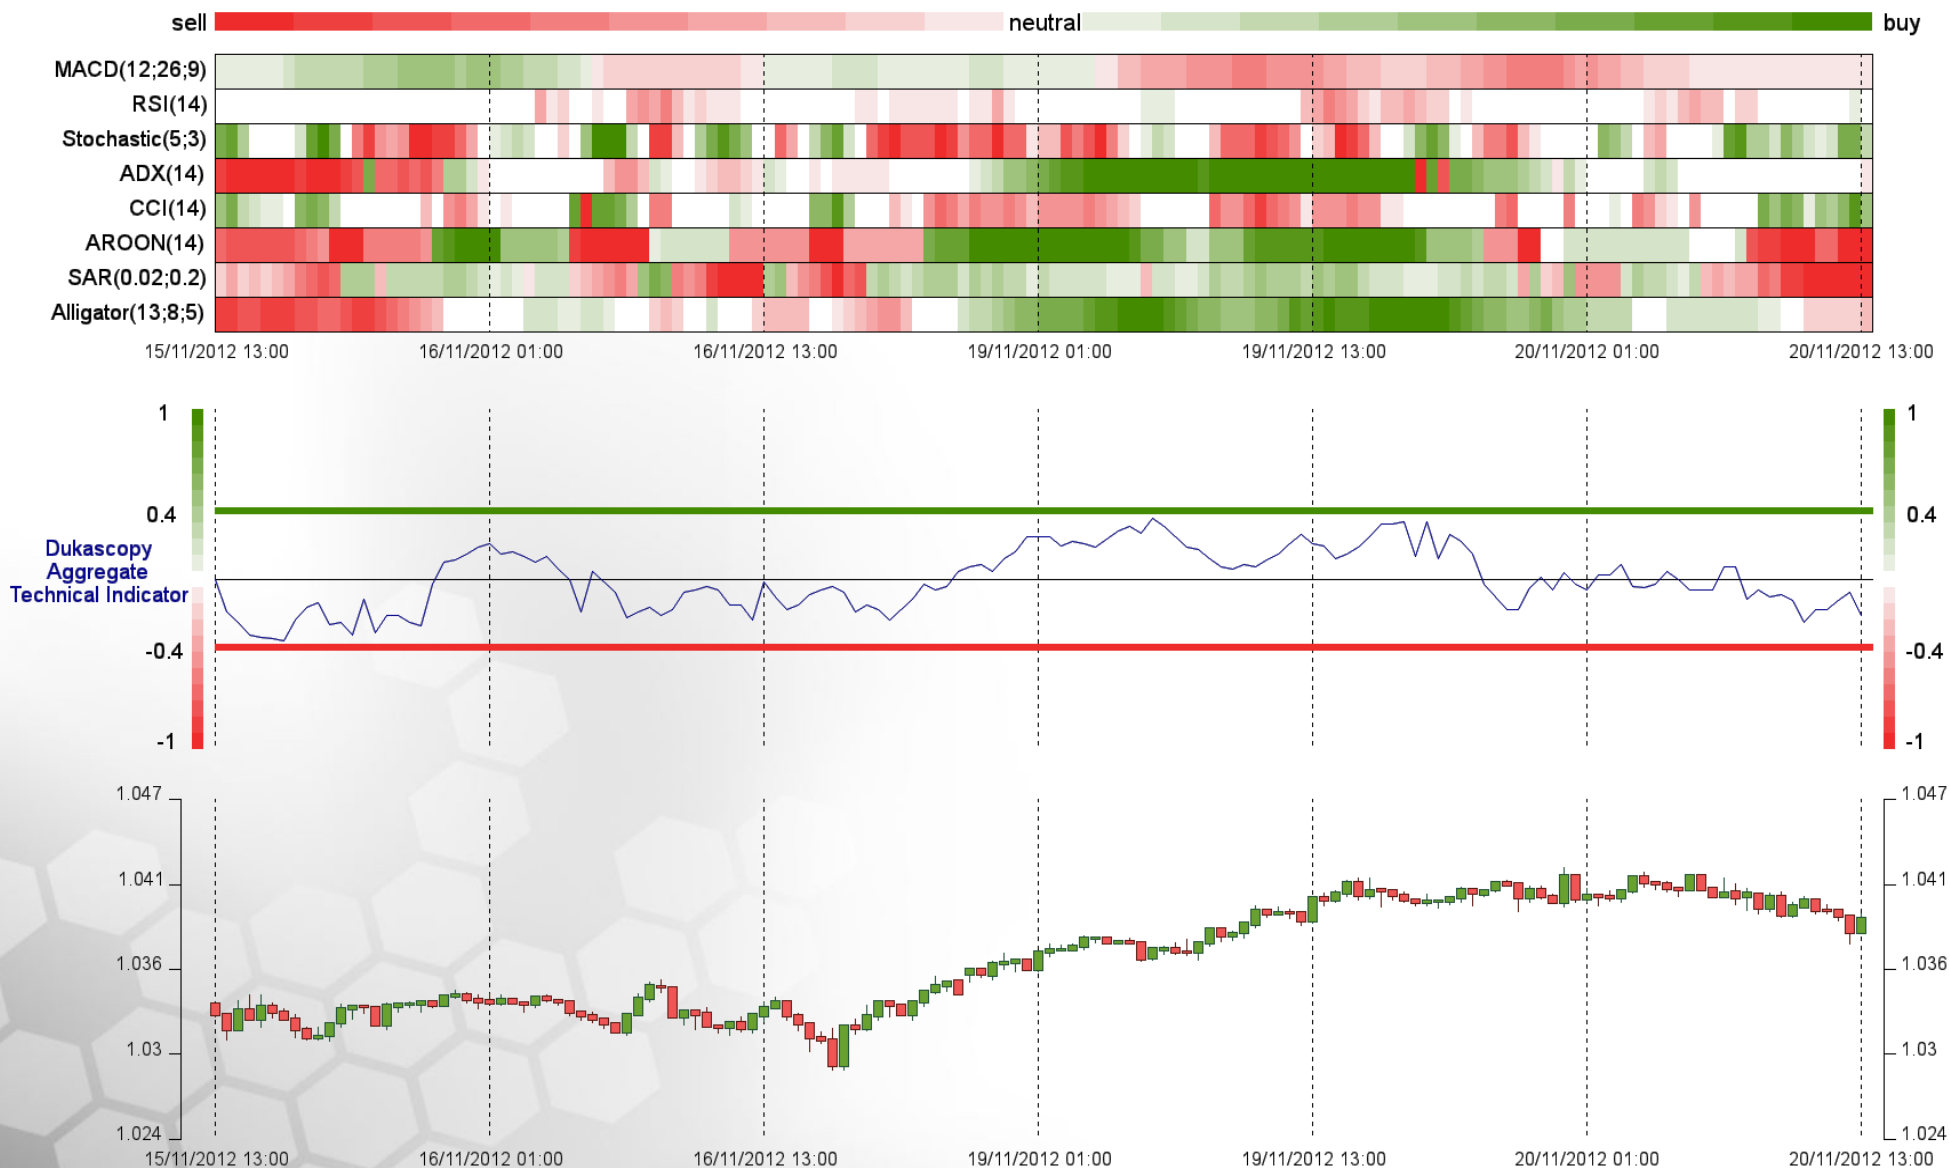 sell neutral buy
MACD(12;26;9)
RSI(14)
Stochastic(5;3)
ADX(14)
CCI(14)
AROON(14)
SAR(0.02;0.2)
Alligator(13;8;5)
15/11/2012 13:00 16/11/2012 01:00 16/11/2012 13:00 19/11/2012 01:00 19/11/2012 13:00 20/11/2012 01:00 20/11/2012 13:00
1 1
0.4 0.4
Dukascopy
Aggregate
Technical Indicator
-0.4 -0.4
-1 -1
1.047 1.047
1.041 1.041
1.036 1.036
1.03 1.03
1.024 1.024
15/11/2012 13:00 16/11/2012 01:00 16/11/2012 13:00 19/11/2012 01:00 19/11/2012 13:00 20/11/2012 01:00 20/11/2012 13:00